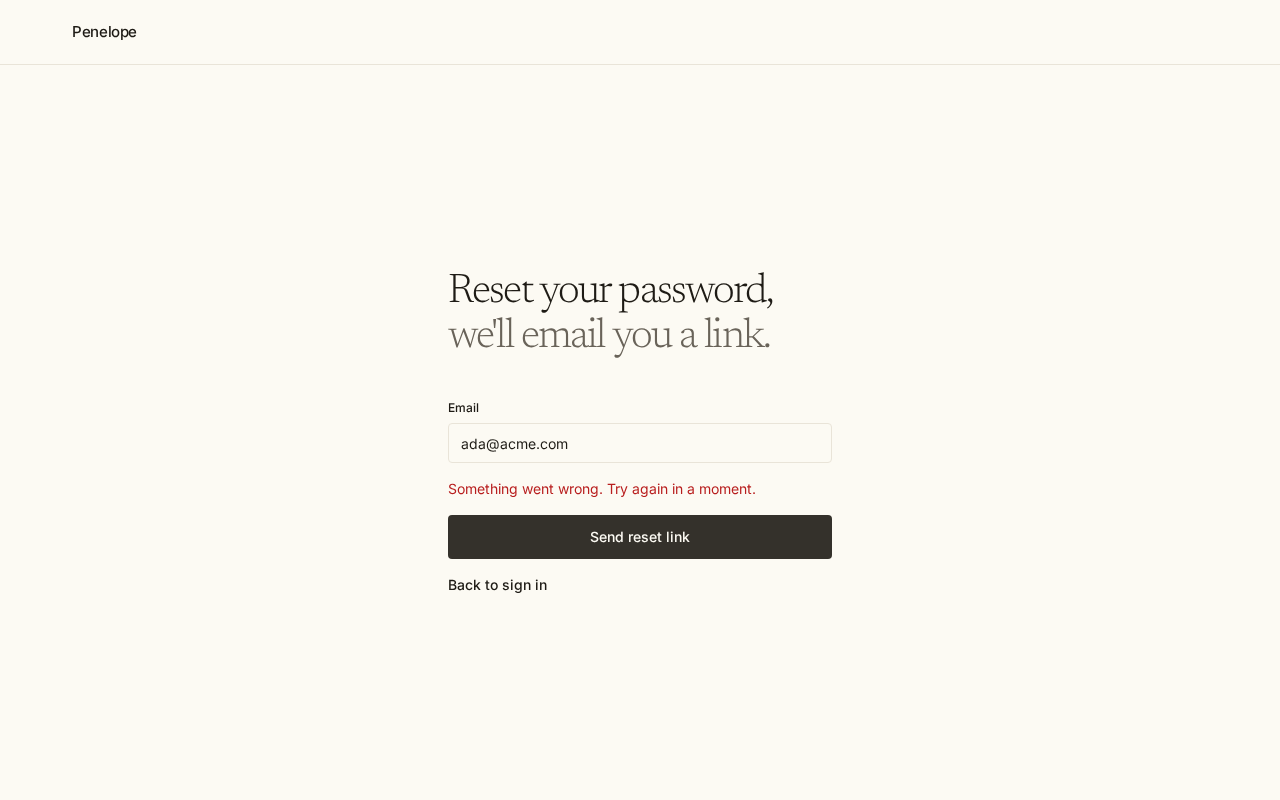 Penelope
Reset your password,
we'll email you a link.
Email
ada@acme.com
Something went wrong. Try again in a moment.
Send reset link
Back to sign in